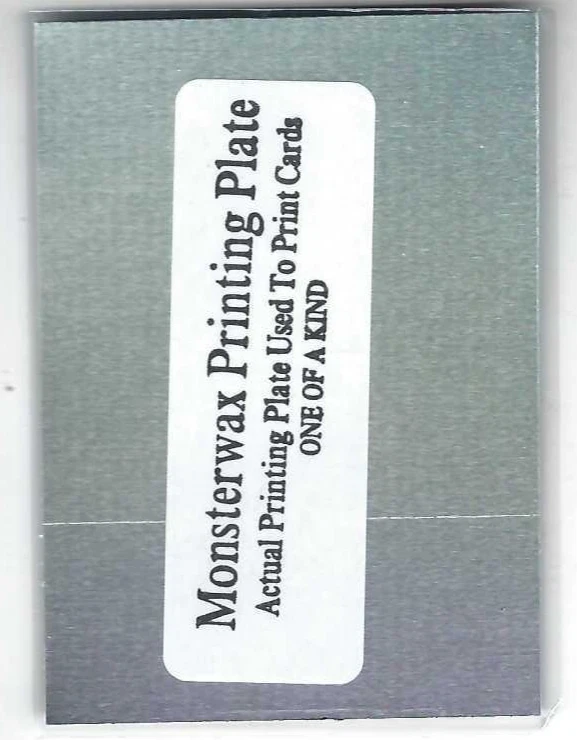 Monsterwax Printing Plate
Actual Printing Plate Used To Print Cards
ONE OF A KIND